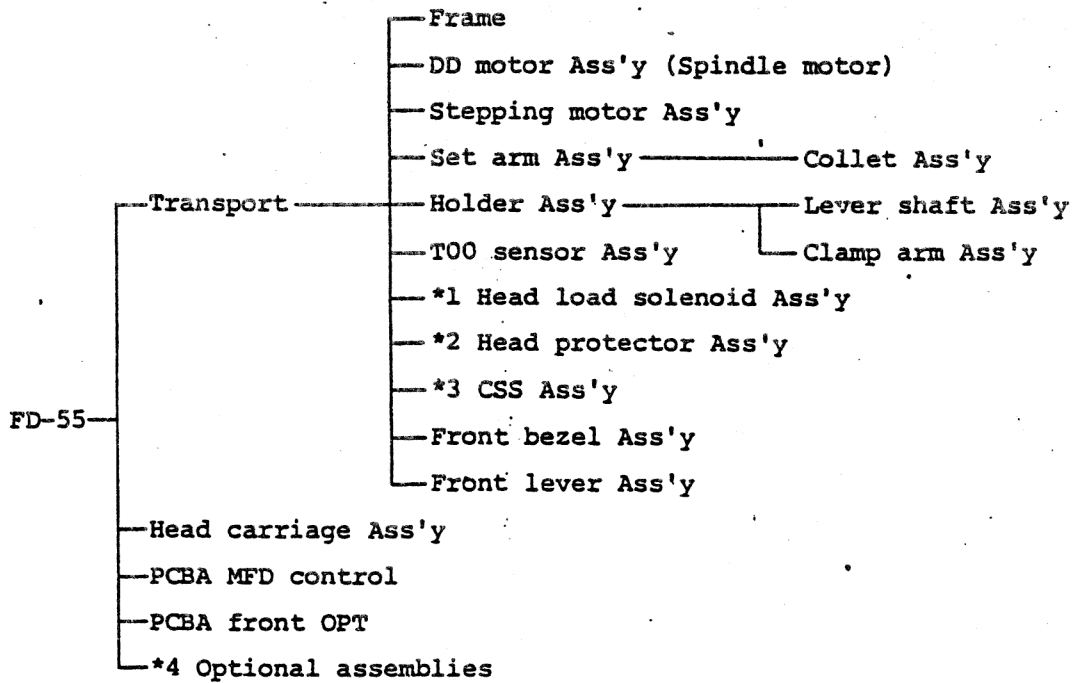 Frame
DD motor Ass'y (Spindle motor)
Stepping motor Ass'y
Set arm Ass'y Collet Ass'y
Transport Holder Ass'y Lever shaft Ass'y
T00 sensor Ass'y Clamp arm Ass'y
*1 Head load solenoid Ass'y
*2 Head protector Ass'y
*3 CSS Ass'y
FD-55
Front bezel Ass'y
Front lever Ass'y
Head carriage Ass'y
PCBA MFD control
PCBA front OPT
*4 Optional assemblies